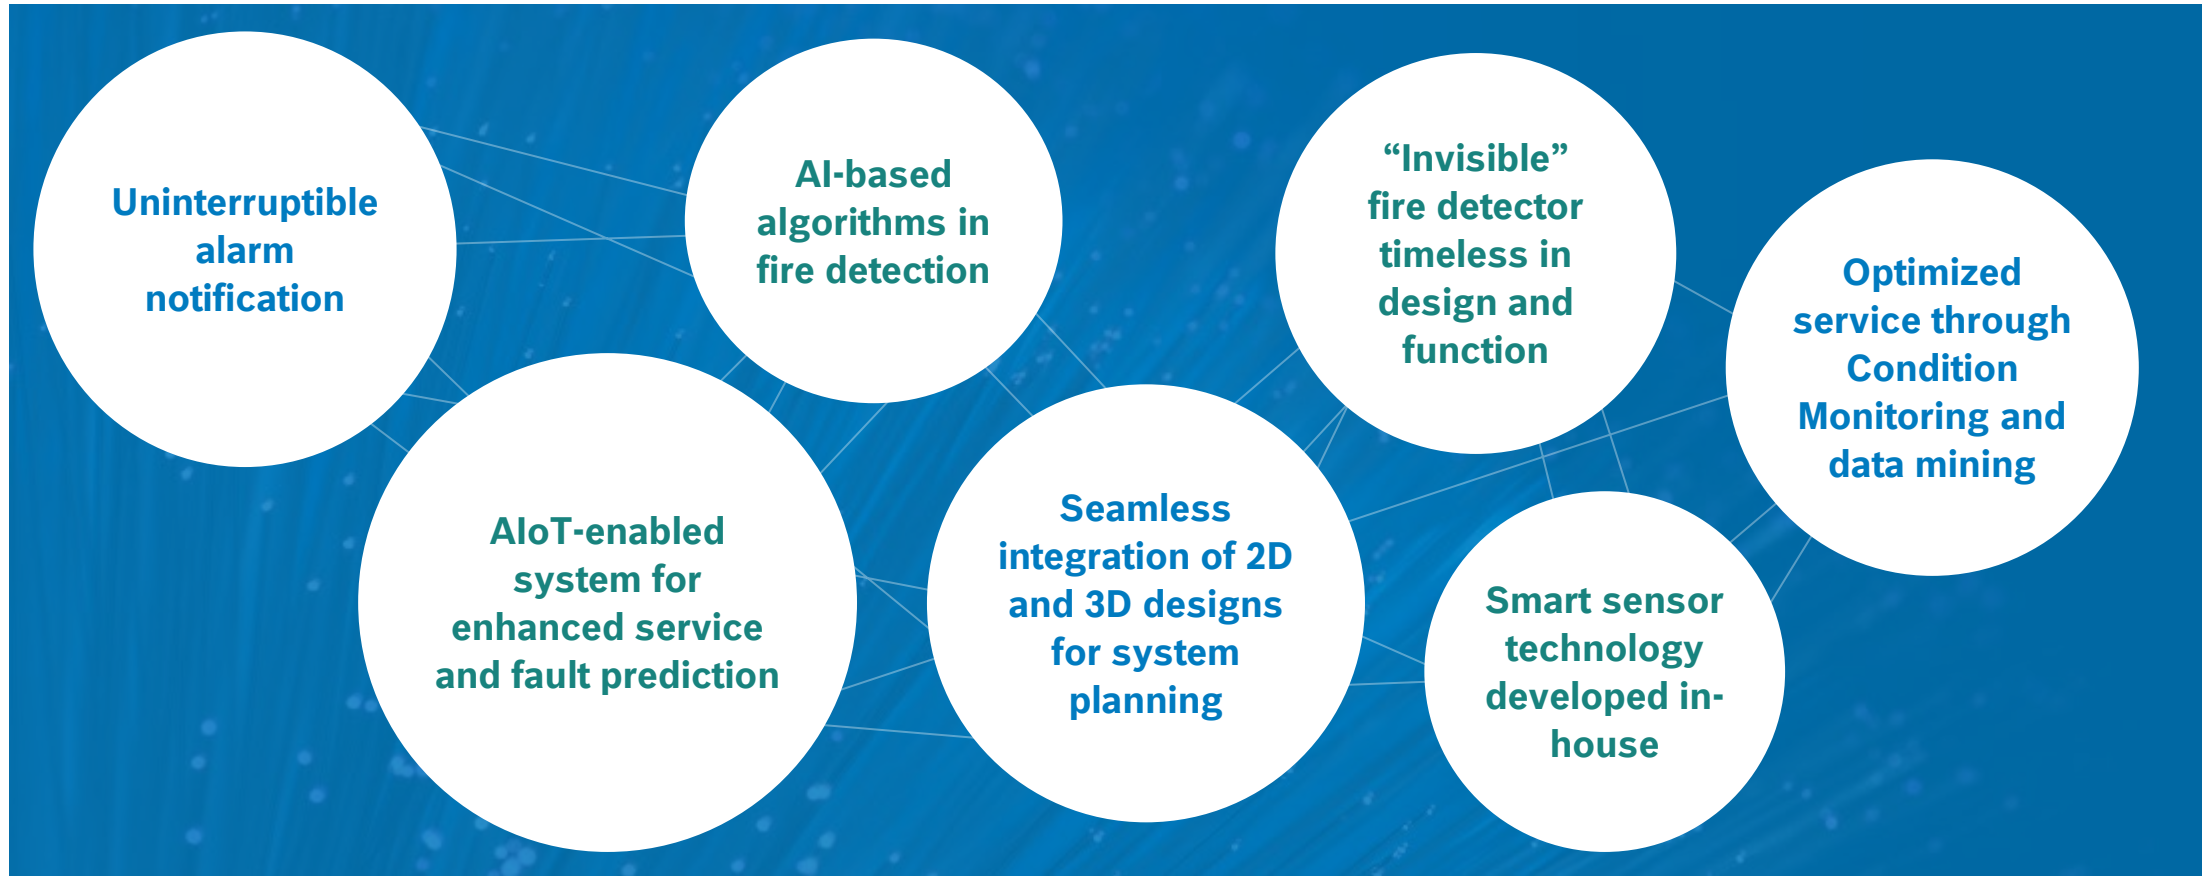 Uninterruptible
alarm
notification
AI-based
algorithms in
fire detection
“Invisible”
fire detector
timeless in
design and
function
Optimized
service through
Condition
Monitoring and
data mining
AIoT-enabled
system for
enhanced service
and fault prediction
Seamless
integration of 2D
and 3D designs
for system
planning
Smart sensor
technology
developed in-
house